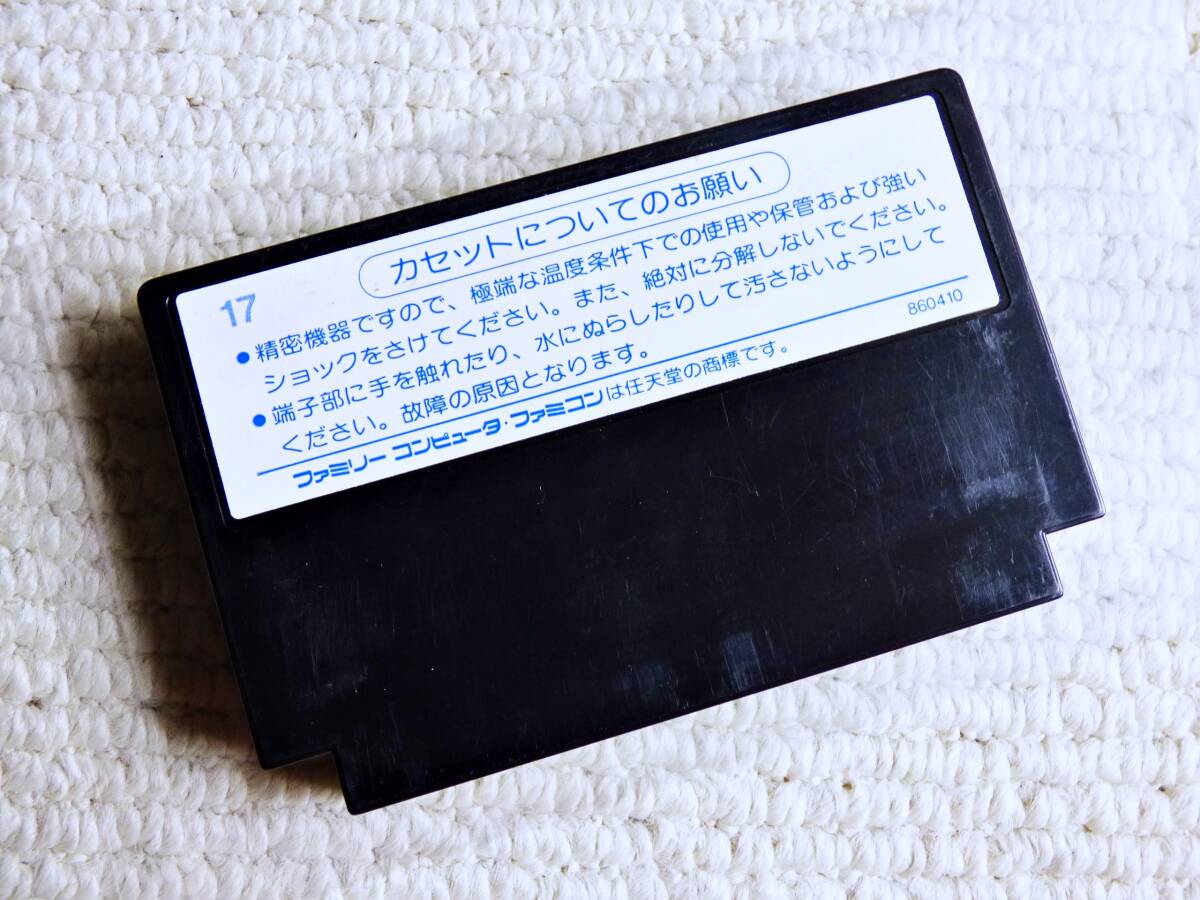 カセットについてのお願い
17
●精密機器ですので、極端な温度条件下での使用や保管および強い
ショックをさけてください。また、絶対に分解しないでください。
●端子部に手を触れたり、水にぬらしたりして汚さないようにして
ください。故障の原因となります。
860410
ファミリー コンピュータ・ファミコンは任天堂の商標です。